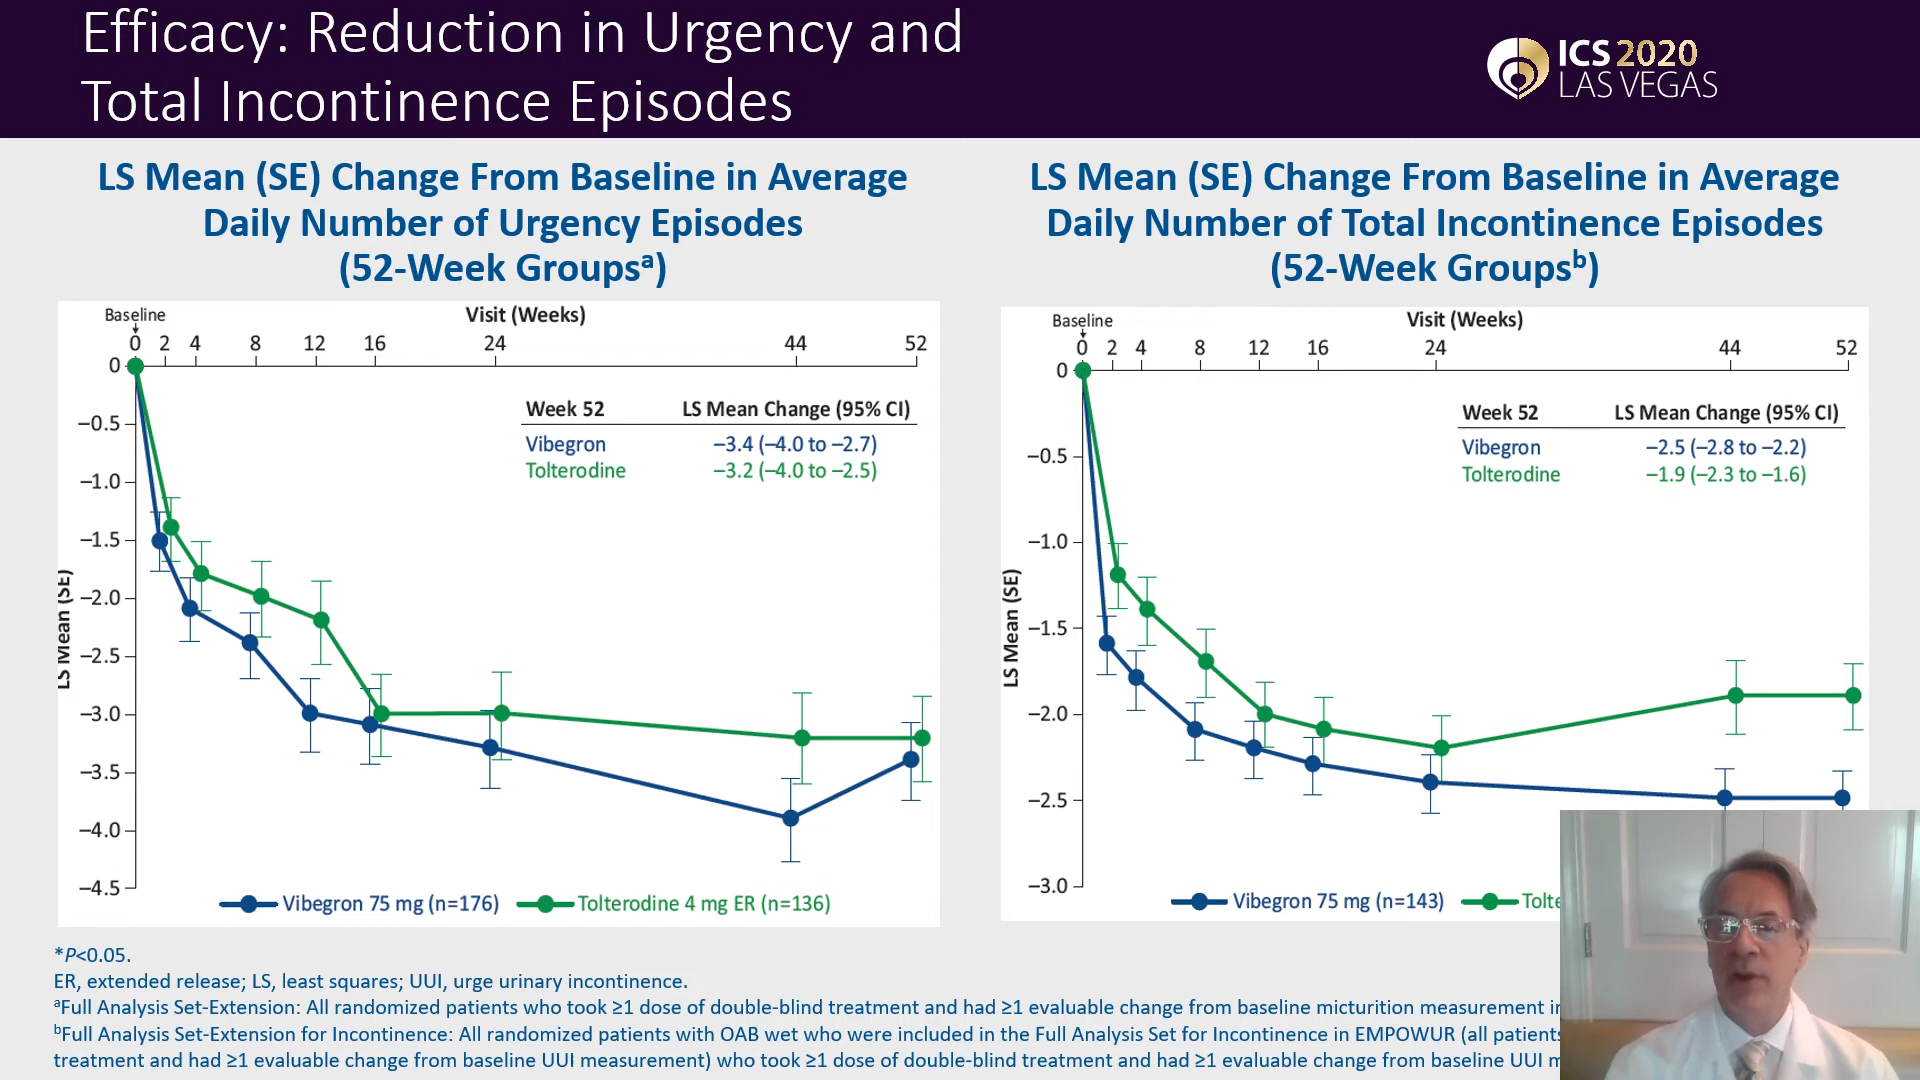 Efficacy: Reduction in Urgency and
Total Incontinence Episodes
ICS 2020
LAS VEGAS
LS Mean (SE) Change From Baseline in Average
Daily Number of Urgency Episodes
(52-Week Groupsᵃ)
Baseline
Visit (Weeks)
0 2 4 8 12 16 24 44 52
0
–0.5
–1.0
–1.5
–2.0
–2.5
–3.0
–3.5
–4.0
–4.5
LS Mean (SE)
Week 52 LS Mean Change (95% CI)
Vibegron –3.4 (–4.0 to –2.7)
Tolterodine –3.2 (–4.0 to –2.5)
Vibegron 75 mg (n=176) Tolterodine 4 mg ER (n=136)
LS Mean (SE) Change From Baseline in Average
Daily Number of Total Incontinence Episodes
(52-Week Groupsᵇ)
Baseline
Visit (Weeks)
0 2 4 8 12 16 24 44 52
0
–0.5
–1.0
–1.5
–2.0
–2.5
–3.0
LS Mean (SE)
Week 52 LS Mean Change (95% CI)
Vibegron –2.5 (–2.8 to –2.2)
Tolterodine –1.9 (–2.3 to –1.6)
Vibegron 75 mg (n=143) Tolte
*P<0.05.
ER, extended release; LS, least squares; UUI, urge urinary incontinence.
ᵃFull Analysis Set-Extension: All randomized patients who took ≥1 dose of double-blind treatment and had ≥1 evaluable change from baseline micturition measurement in
ᵇFull Analysis Set-Extension for Incontinence: All randomized patients with OAB wet who were included in the Full Analysis Set for Incontinence in EMPOWUR (all patients
treatment and had ≥1 evaluable change from baseline UUI measurement) who took ≥1 dose of double-blind treatment and had ≥1 evaluable change from baseline UUI